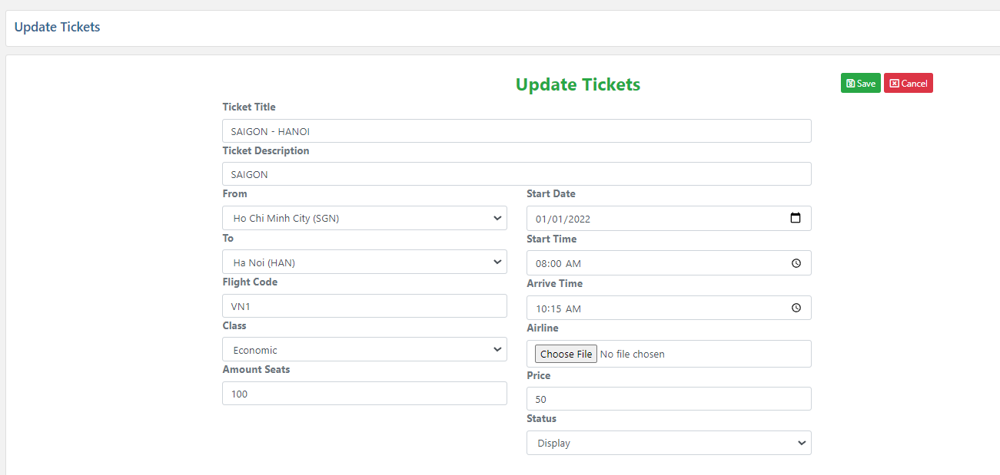 Update Tickets
Update Tickets
Save
Cancel
Ticket Title
SAIGON - HANOI
Ticket Description
SAIGON
From
Start Date
Ho Chi Minh City (SGN)
01/01/2022
To
Start Time
Ha Noi (HAN)
08:00 AM
Flight Code
Arrive Time
VN1
10:15 AM
Class
Airline
Economic
Choose File No file chosen
Amount Seats
Price
100
50
Status
Display